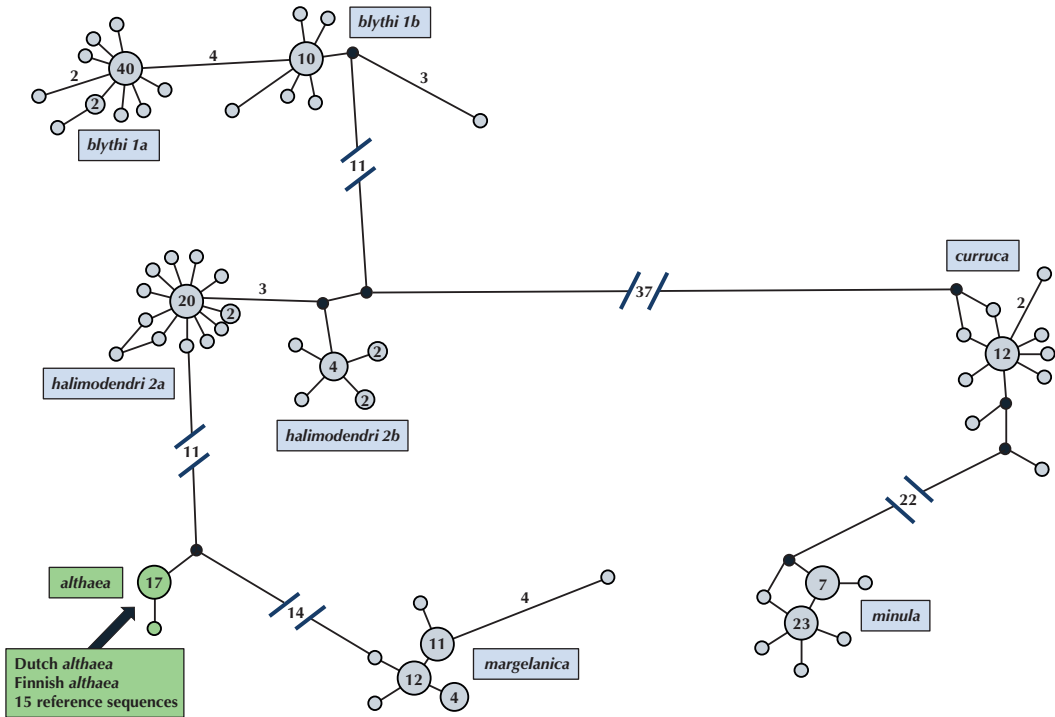 blythi 1b
4
3
10
40
2
2
blythi 1a
11
curruca
3
37
2
20
2
12
4
2
halimodendri 2a
2
halimodendri 2b
11
22
althaea
17
7
4
14
minula
23
11
margelanica
Dutch althaea
Finnish althaea
15 reference sequences
12
4